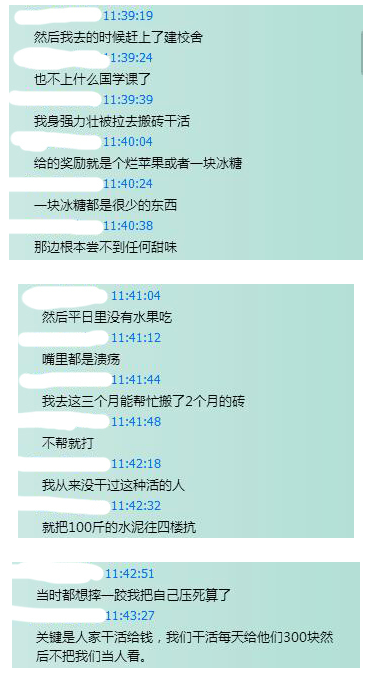 11:39:19
然后我去的时候赶上了建校舍
11:39:24
也不上什么国学课了
11:39:39
我身强力壮被拉去搬砖干活
11:40:04
给的奖励就是个烂苹果或者一块冰糖
11:40:24
一块冰糖都是很少的东西
11:40:38
那边根本尝不到任何甜味
11:41:04
然后平日里没有水果吃
11:41:12
嘴里都是溃疡
11:41:44
我去这三个月能帮忙搬了2个月的砖
11:41:48
不帮就打
11:42:18
我从来没干过这种活的人
11:42:32
就把100斤的水泥往四楼抗
11:42:51
当时都想摔一跤我把自己压死算了
11:43:27
关键是人家干活给钱，我们干活每天给他们300块然
后不把我们当人看。